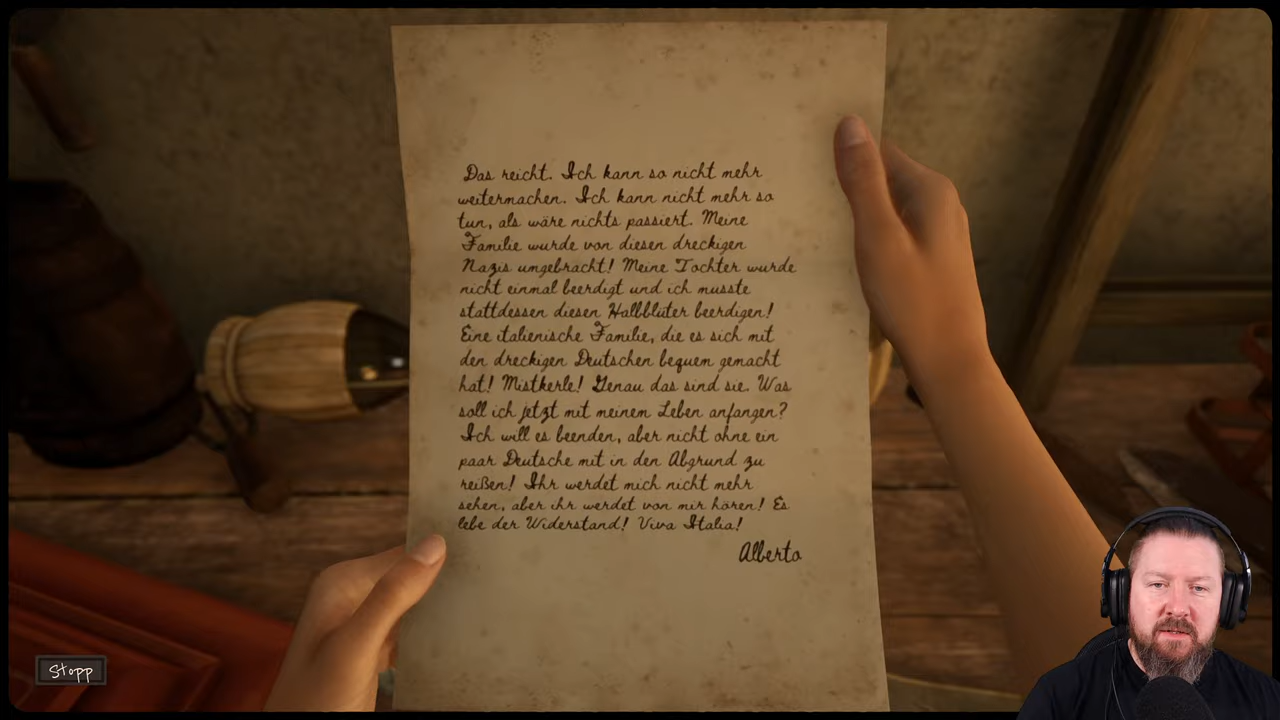 Das reicht. Ich kann so nicht mehr
weitermachen. Ich kann nicht mehr so
tun, als wäre nichts passiert. Meine
Familie wurde von diesen dreckigen
Nazis umgebracht! Meine Tochter wurde
nicht einmal beerdigt und ich musste
stattdessen diesen Halbblüter beerdigen!
Eine italienische Familie, die es sich mit
den dreckigen Deutschen bequem gemacht
hat! Mistkerle! Genau das sind sie. Was
soll ich jetzt mit meinem Leben anfangen?
Ich will es beenden, aber nicht ohne ein
paar Deutsche mit in den Abgrund zu
reißen! Ihr werdet mich nicht mehr
sehen, aber ihr werdet von mir hören! Es
lebe der Widerstand! Viva Italia!
Alberto
Stopp